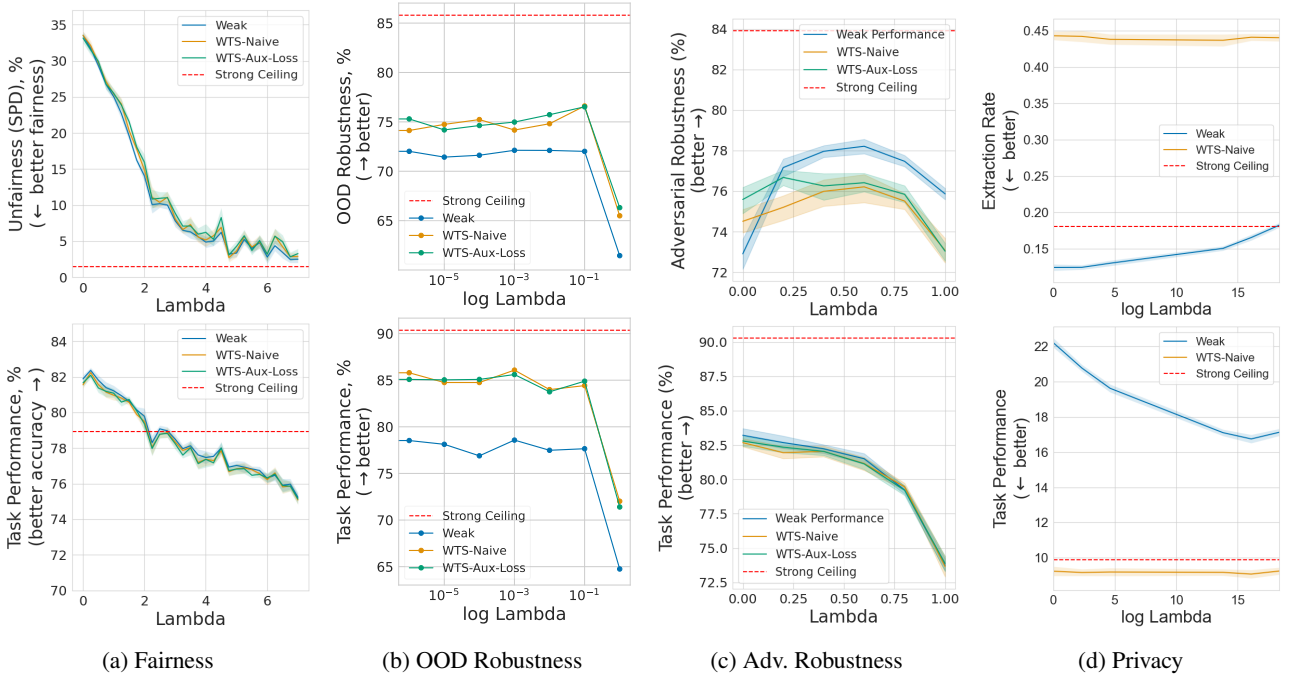 Unfairness (SPD), %
(← better fairness)
35
30
25
20
15
10
5
0
Weak
WTS-Naive
WTS-Aux-Loss
Strong Ceiling
0 2 4 6
Lambda
OOD Robustness, %
(→better)
85
80
75
70
65
Strong Ceiling
Weak
WTS-Naive
WTS-Aux-Loss
10⁻⁵ 10⁻³ 10⁻¹
log Lambda
Adversarial Robustness (%)
(better →)
84
82
80
78
76
74
72
Weak Performance
WTS-Naive
WTS-Aux-Loss
Strong Ceiling
0.00 0.25 0.50 0.75 1.00
Lambda
Extraction Rate
(← better)
0.45
0.40
0.35
0.30
0.25
0.20
0.15
Weak
WTS-Naive
Strong Ceiling
0 5 10 15
log Lambda
Task Performance, %
(better accuracy →)
84
82
80
78
76
74
72
70
Weak
WTS-Naive
WTS-Aux-Loss
Strong Ceiling
0 2 4 6
Lambda
Task Performance, %
(→better)
90
85
80
75
70
65
Strong Ceiling
Weak
WTS-Naive
WTS-Aux-Loss
10⁻⁵ 10⁻³ 10⁻¹
log Lambda
Task Performance (%)
(better →)
90.0
87.5
85.0
82.5
80.0
77.5
75.0
72.5
Weak Performance
WTS-Naive
WTS-Aux-Loss
Strong Ceiling
0.00 0.25 0.50 0.75 1.00
Lambda
Task Performance
(← better)
22
20
18
16
14
12
10
Weak
WTS-Naive
Strong Ceiling
0 5 10 15
log Lambda
(a) Fairness
(b) OOD Robustness
(c) Adv. Robustness
(d) Privacy